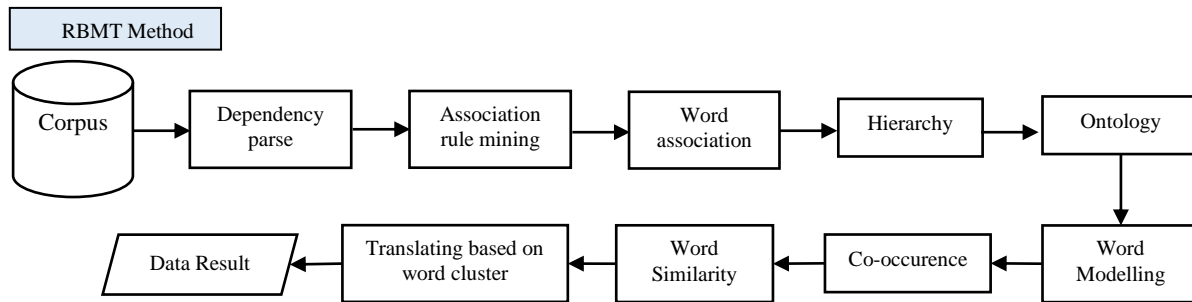 RBMT Method
Corpus
Dependency
parse
Association
rule mining
Word
association
Hierarchy
Ontology
Word
Modelling
Co-occurence
Word
Similarity
Translating based on
word cluster
Data Result